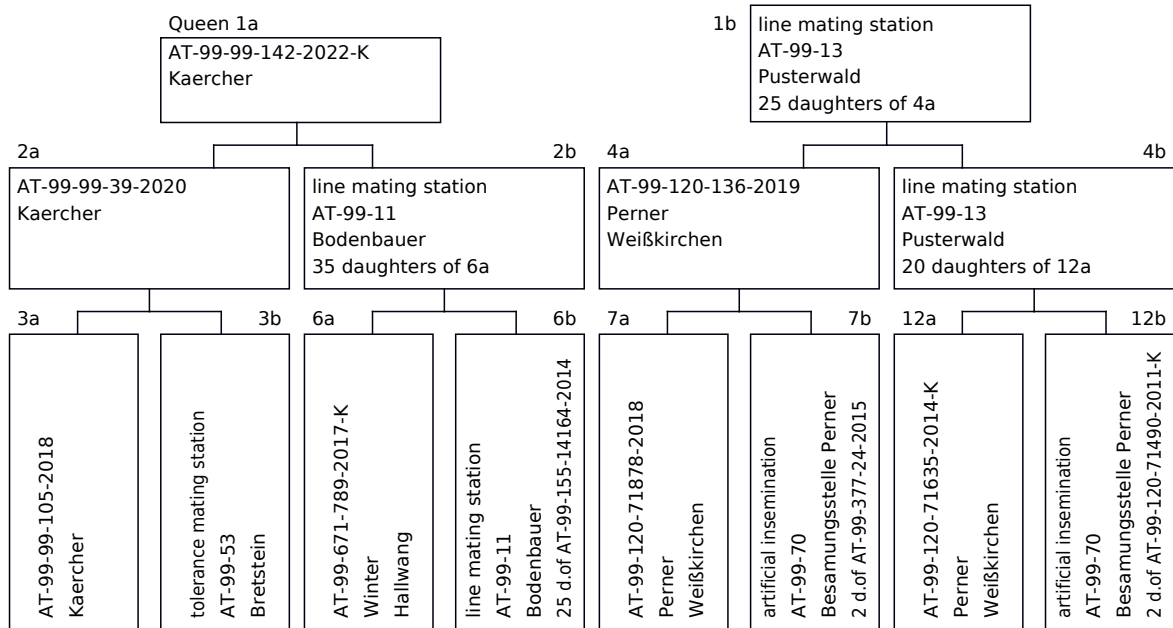 Queen 1a
AT-99-99-142-2022-K
Kaercher
1b
line mating station
AT-99-13
Pusterwald
25 daughters of 4a
2a
AT-99-99-39-2020
Kaercher
2b
line mating station
AT-99-11
Bodenbauer
35 daughters of 6a
4a
AT-99-120-136-2019
Perner
Weißkirchen
4b
line mating station
AT-99-13
Pusterwald
20 daughters of 12a
3a
AT-99-99-105-2018
Kaercher
3b
tolerance mating station
AT-99-53
Bretstein
6a
AT-99-671-789-2017-K
Winter
Hallwang
6b
line mating station
AT-99-11
Bodenbauer
25 d.of AT-99-155-14164-2014
7a
AT-99-120-71878-2018
Perner
Weißkirchen
7b
artificial insemination
AT-99-70
Besamungsstelle Perner
2 d.of AT-99-377-24-2015
12a
AT-99-120-71635-2014-K
Perner
Weißkirchen
12b
artificial insemination
AT-99-70
Besamungsstelle Perner
2 d.of AT-99-120-71490-2011-K